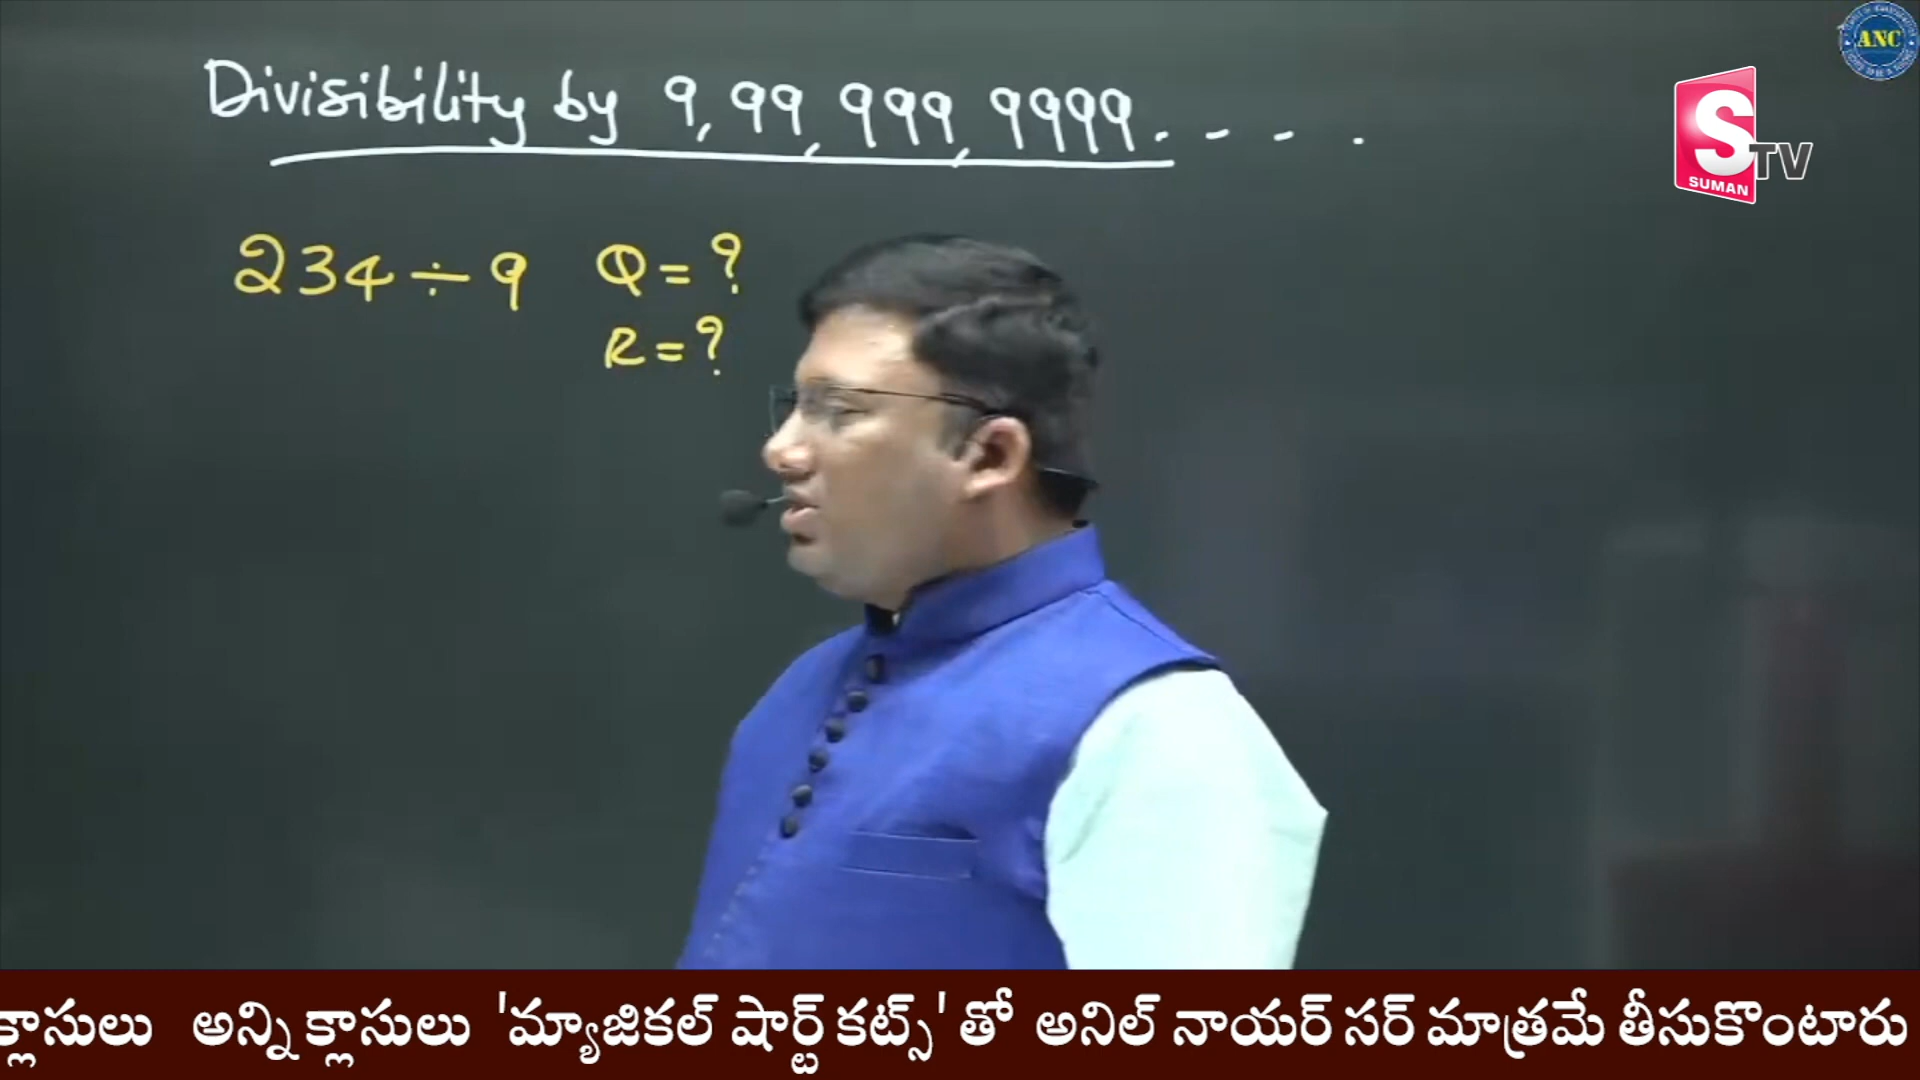 Divisibility by 9, 99, 999, 9999. - - .
ANC
S TV
SUMAN
234 ÷ 9 Q = ?
R = ?
క్లాసులు అన్ని క్లాసులు 'మ్యాజికల్ షార్ట్ కట్స్' తో అనిల్ నాయర్ సర్ మాత్రమే తీసుకొంటారు